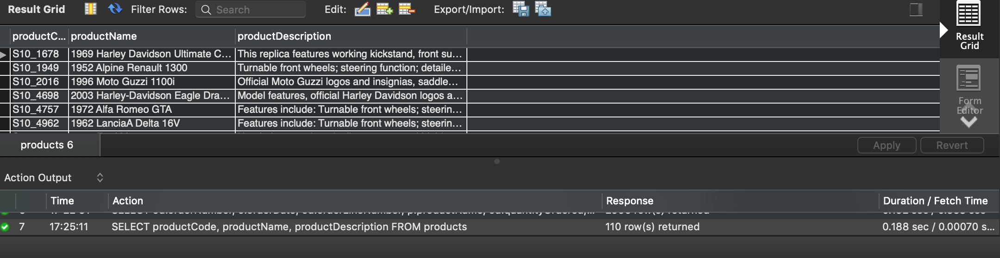 Result Grid Filter Rows: Search Edit: Export/Import:
productC... productName productDescription
S10_1678 1969 Harley Davidson Ultimate C... This replica features working kickstand, front su...
S10_1949 1952 Alpine Renault 1300 Turnable front wheels; steering function; detaile...
S10_2016 1996 Moto Guzzi 1100i Official Moto Guzzi logos and insignias, saddle...
S10_4698 2003 Harley-Davidson Eagle Dra... Model features, official Harley Davidson logos a...
S10_4757 1972 Alfa Romeo GTA Features include: Turnable front wheels; steerin...
S10_4962 1962 LanciaA Delta 16V Features include: Turnable front wheels; steerin...
Result
Grid
Form
Editor
products 6 Apply Revert
Action Output
Time Action Response Duration / Fetch Time
7 17:25:11 SELECT productCode, productName, productDescription FROM products 110 row(s) returned 0.188 sec / 0.00070 s...